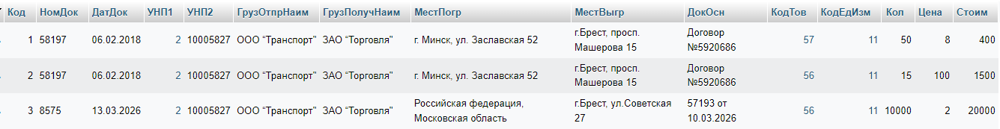 Код НомДок ДатДок УНП1 УНП2 ГрузОтпрНаим ГрузПолучНаим МестПогр МестВыгр ДокОсн КодТов КодЕдИзм Кол Цена Стоим
1 58197 06.02.2018 2 10005827 ООО “Транспорт" ЗАО “Торговля" г. Минск, ул. Заславская 52 г.Брест, просп. Договор 57 11 50 8 400
Машерова 15 №5920686
2 58197 06.02.2018 2 10005827 ООО “Транспорт" ЗАО “Торговля" г. Минск, ул. Заславская 52 г.Брест, просп. Договор 56 11 15 100 1500
Машерова 15 №5920686
3 8575 13.03.2026 2 10005827 ООО “Транспорт" ЗАО “Торговля" Российская федерация, г.Брест, ул.Советская 57193 от 56 11 10000 2 20000
Московская область 27 10.03.2026